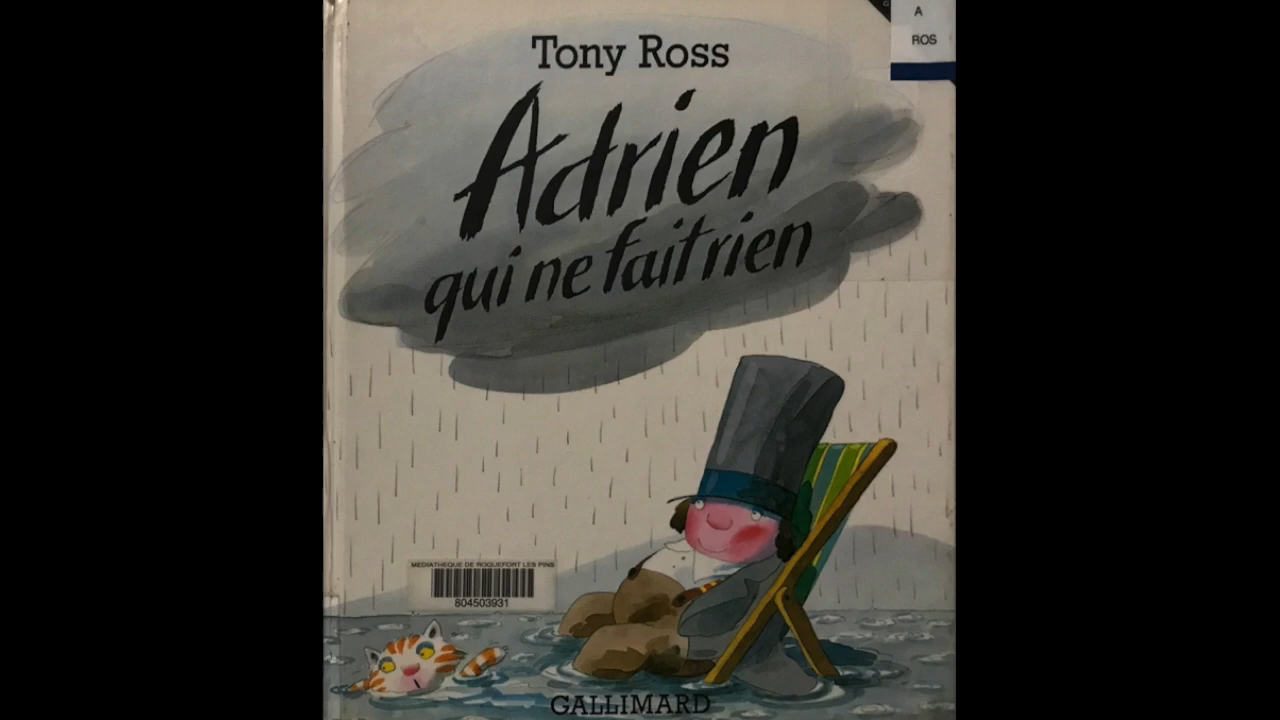 A
ROS
Tony Ross
Adrien
qui ne fait rien
MEDIATHEQUE DE ROQUEFORT LES PINS
804503931
GALLIMARD